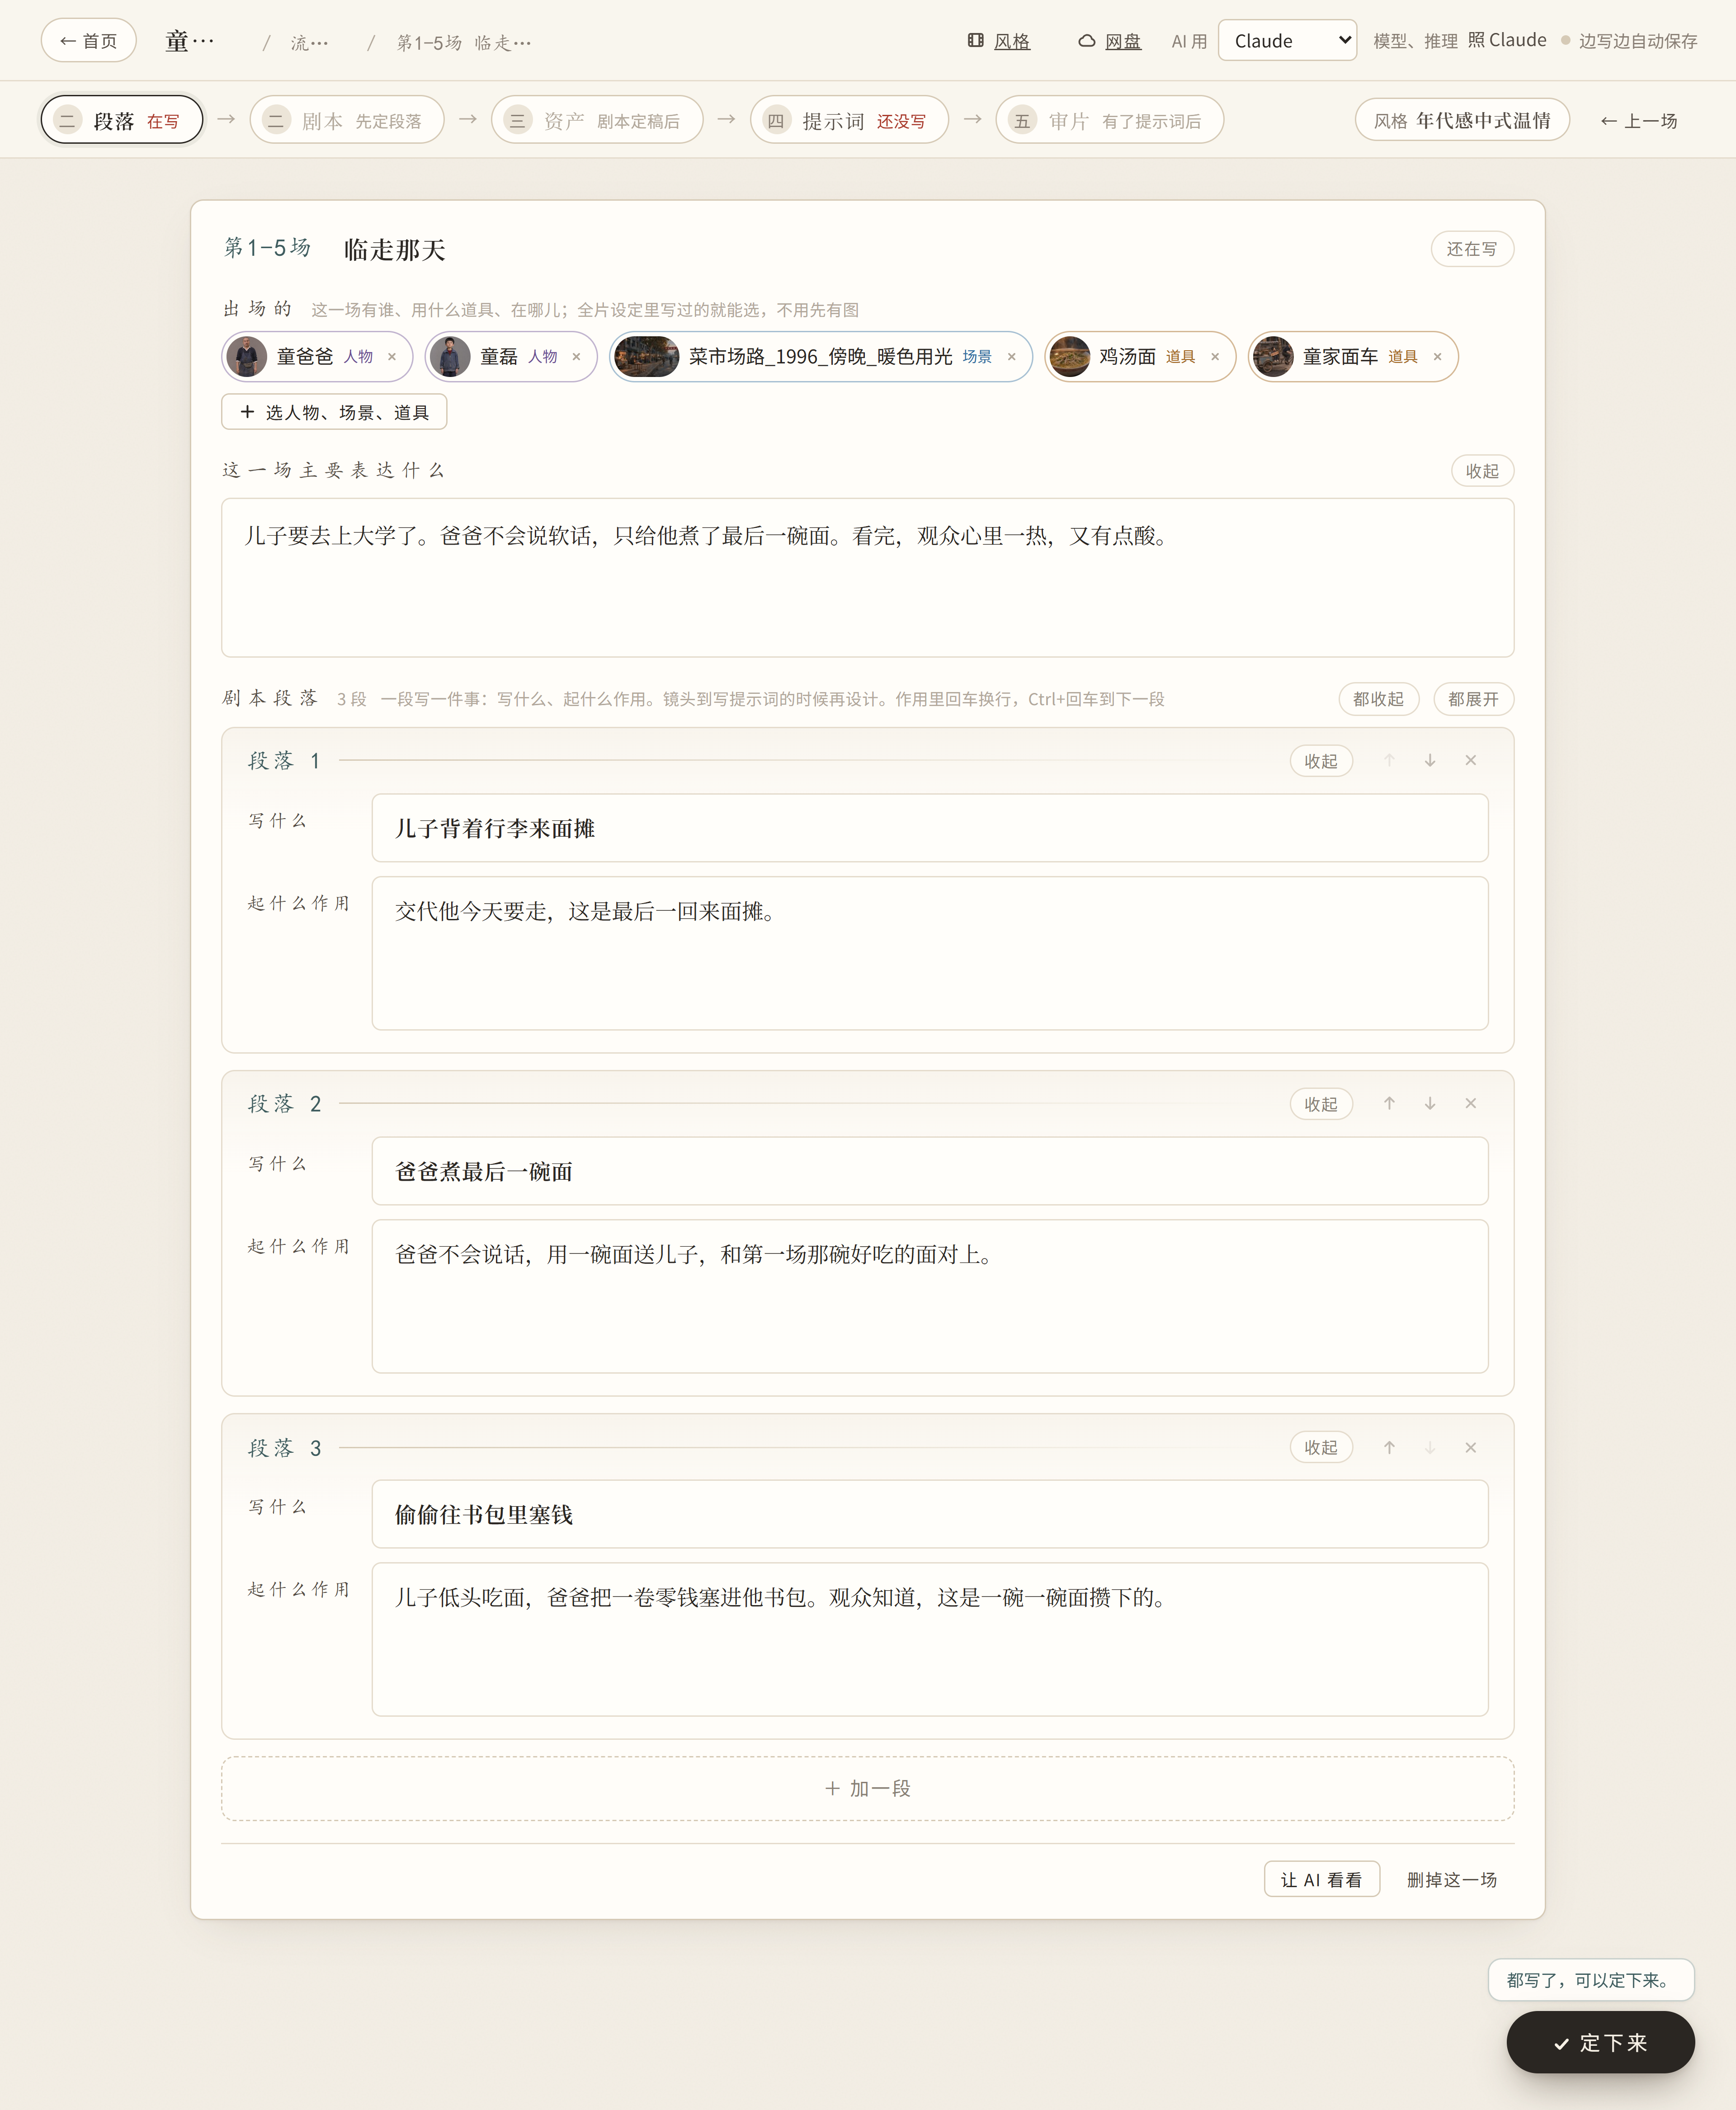 ← 首页 童… / 流… / 第1-5场 临走… 风格 网盘 AI 用 Claude 模型、推理 照 Claude 边写边自动保存
二 段落 在写 → 二 剧本 先定段落 → 三 资产 剧本定稿后 → 四 提示词 还没写 → 五 审片 有了提示词后 风格 年代感中式温情 ← 上一场
第1-5场 临走那天 还在写
出场的 这一场有谁、用什么道具、在哪儿；全片设定里写过的就能选，不用先有图
童爸爸 人物 × 童磊 人物 × 菜市场路_1996_傍晚_暖色用光 场景 × 鸡汤面 道具 × 童家面车 道具 ×
+ 选人物、场景、道具
这一场主要表达什么 收起
儿子要去上大学了。爸爸不会说软话，只给他煮了最后一碗面。看完，观众心里一热，又有点酸。
剧本段落 3 段 一段写一件事：写什么、起什么作用。镜头到写提示词的时候再设计。作用里回车换行，Ctrl+回车到下一段 都收起 都展开
段落 1 收起 ↑ ↓ ×
写什么 儿子背着行李来面摊
起什么作用 交代他今天要走，这是最后一回来面摊。
段落 2 收起 ↑ ↓ ×
写什么 爸爸煮最后一碗面
起什么作用 爸爸不会说话，用一碗面送儿子，和第一场那碗好吃的面对上。
段落 3 收起 ↑ ↓ ×
写什么 偷偷往书包里塞钱
起什么作用 儿子低头吃面，爸爸把一卷零钱塞进他书包。观众知道，这是一碗一碗面攒下的。
+ 加一段
让 AI 看看 删掉这一场
都写了，可以定下来。
✓ 定下来